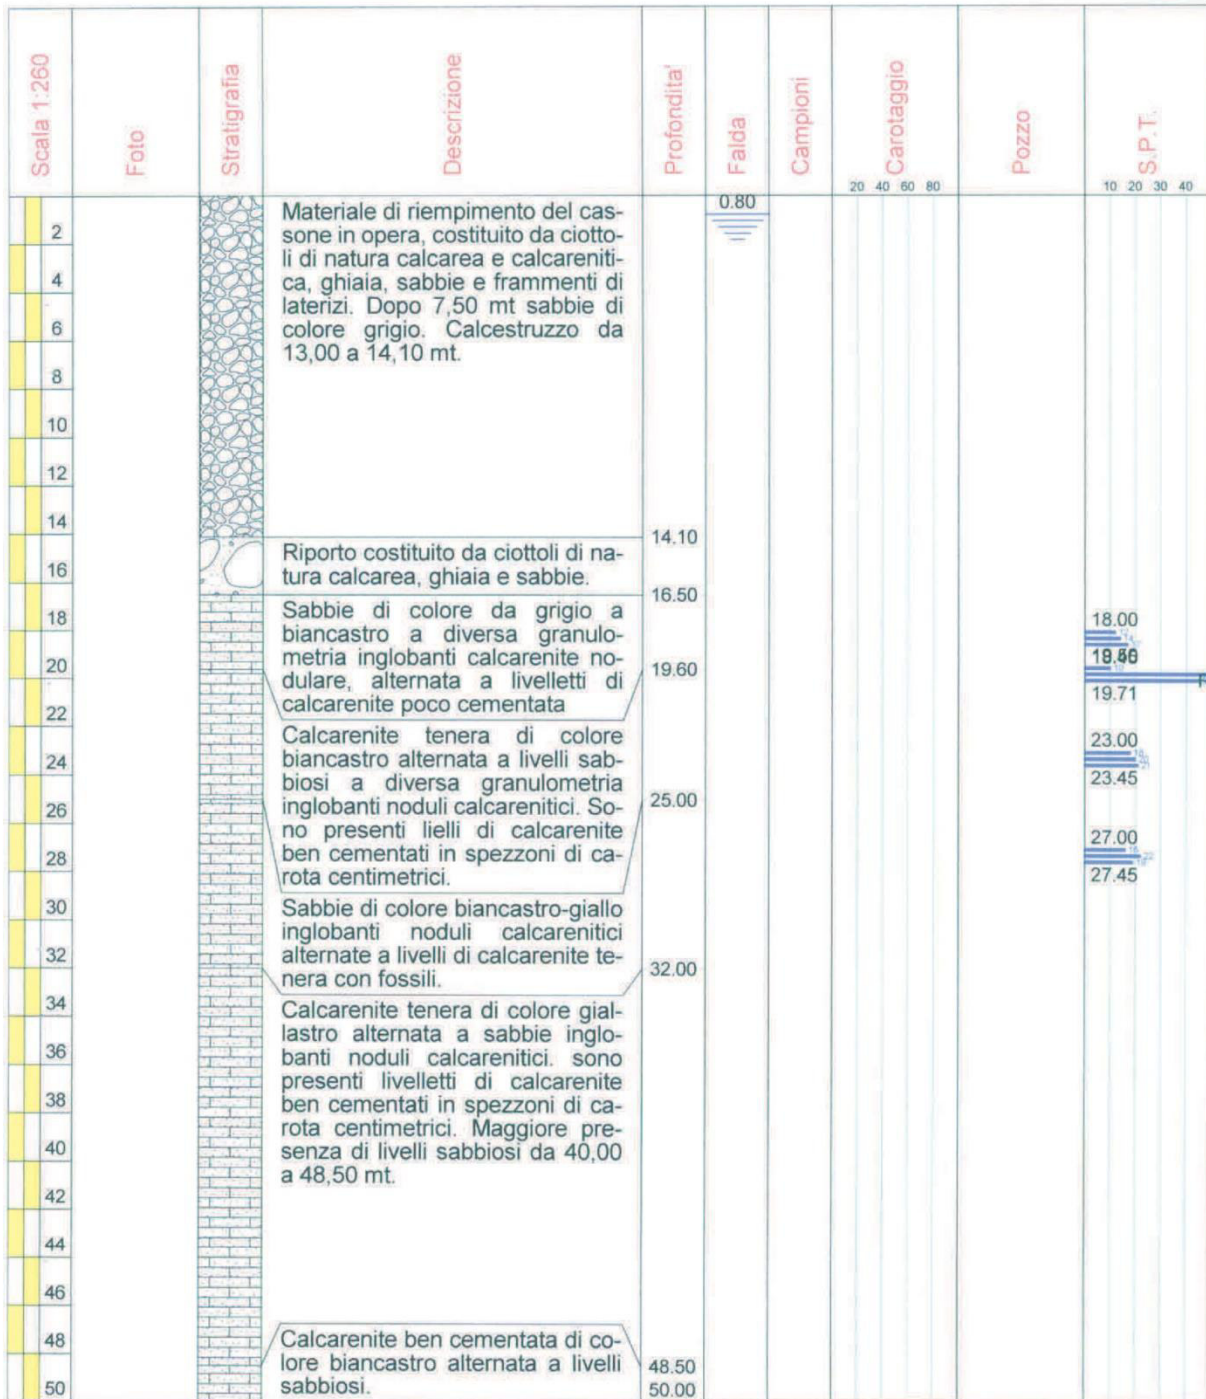 Scala 1:260
Foto
Stratigrafia
Descrizione
Profondita'
Falda
Campioni
Carotaggio
Pozzo
S.P.T.
20 40 60 80
10 20 30 40
2
4
6
8
10
12
14
16
18
20
22
24
26
28
30
32
34
36
38
40
42
44
46
48
50
Materiale di riempimento del cas-
sone in opera, costituito da ciotto-
li di natura calcarea e calcareniti-
ca, ghiaia, sabbie e frammenti di
laterizi. Dopo 7,50 mt sabbie di
colore grigio. Calcestruzzo da
13,00 a 14,10 mt.
Riporto costituito da ciottoli di na-
tura calcarea, ghiaia e sabbie.
Sabbie di colore da grigio a
biancastro a diversa granulo-
metria inglobanti calcarenite no-
dulare, alternata a livelletti di
calcarenite poco cementata
Calcarenite tenera di colore
biancastro alternata a livelli sab-
biosi a diversa granulometria
inglobanti noduli calcarenitici. So-
no presenti lielli di calcarenite
ben cementati in spezzoni di ca-
rota centimetrici.
Sabbie di colore biancastro-giallo
inglobanti noduli calcarenitici
alternate a livelli di calcarenite te-
nera con fossili.
Calcarenite tenera di colore gial-
lastro alternata a sabbie inglo-
banti noduli calcarenitici. sono
presenti livelletti di calcarenite
ben cementati in spezzoni di ca-
rota centimetrici. Maggiore pre-
senza di livelli sabbiosi da 40,00
a 48,50 mt.
Calcarenite ben cementata di co-
lore biancastro alternata a livelli
sabbiosi.
14.10
16.50
19.60
25.00
32.00
48.50
50.00
0.80
18.00
19.71
23.00
23.45
27.00
27.45